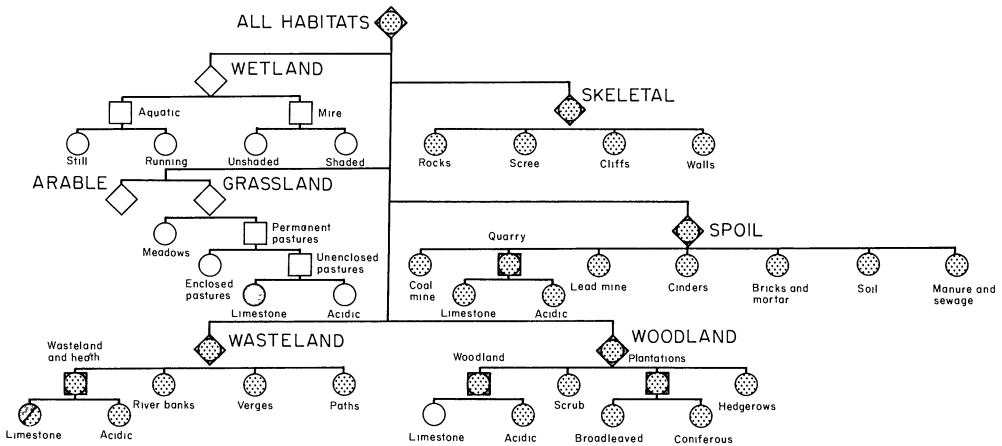 ALL HABITATS
WETLAND
SKELETAL
Aquatic
Mire
Still
Running
Unshaded
Shaded
Rocks
Scree
Cliffs
Walls
ARABLE
GRASSLAND
Meadows
Permanent
pastures
Enclosed
pastures
Unenclosed
pastures
Limestone
Acidic
SPOIL
Quarry
Coal
mine
Limestone
Acidic
Lead mine
Cinders
Bricks and
mortar
Soil
Manure and
sewage
WASTELAND
Wasteland
and heath
River banks
Verges
Paths
Limestone
Acidic
WOODLAND
Woodland
Plantations
Scrub
Hedgerows
Limestone
Acidic
Broadleaved
Coniferous